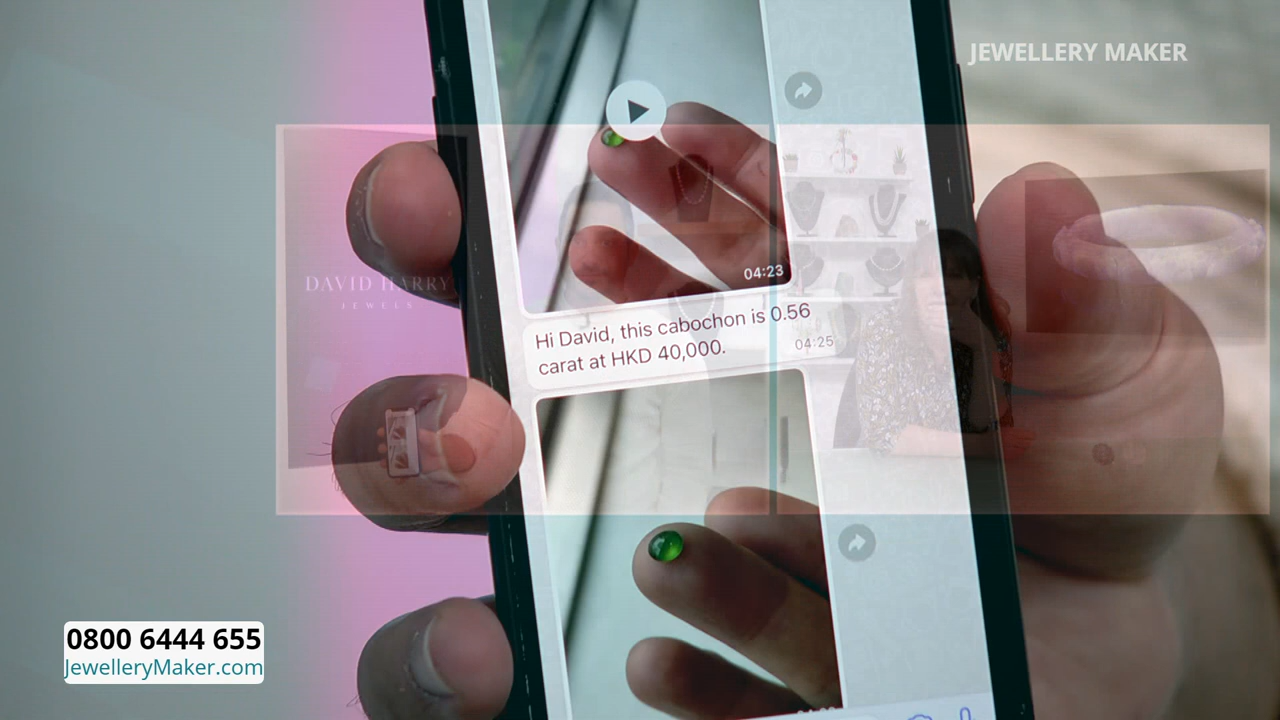 JEWELLERY MAKER
04:23
DAVID HARRY
JEWELS
Hi David, this cabochon is 0.56
carat at HKD 40,000.
04:25
0800 6444 655
JewelleryMaker.com